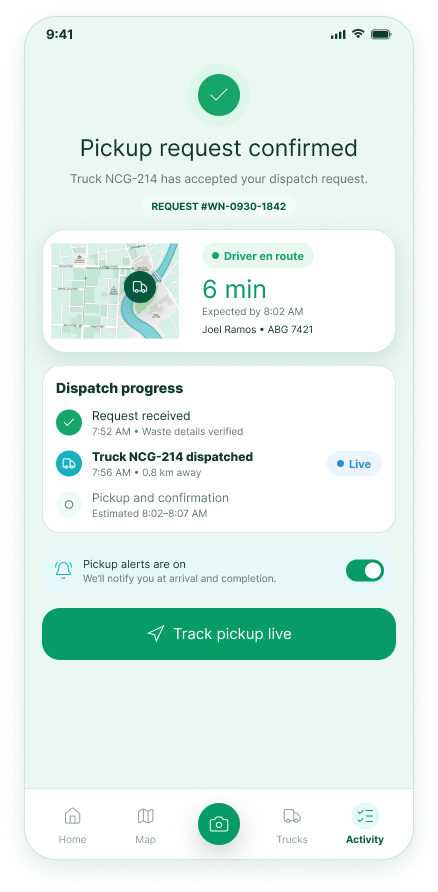 9:41
Pickup request confirmed
Truck NCG-214 has accepted your dispatch request.
REQUEST #WN-0930-1842
Driver en route
6 min
Expected by 8:02 AM
Joel Ramos • ABG 7421
Dispatch progress
Request received
7:52 AM • Waste details verified
Truck NCG-214 dispatched
7:56 AM • 0.8 km away
Live
Pickup and confirmation
Estimated 8:02–8:07 AM
Pickup alerts are on
We'll notify you at arrival and completion.
Track pickup live
Home
Map
Trucks
Activity